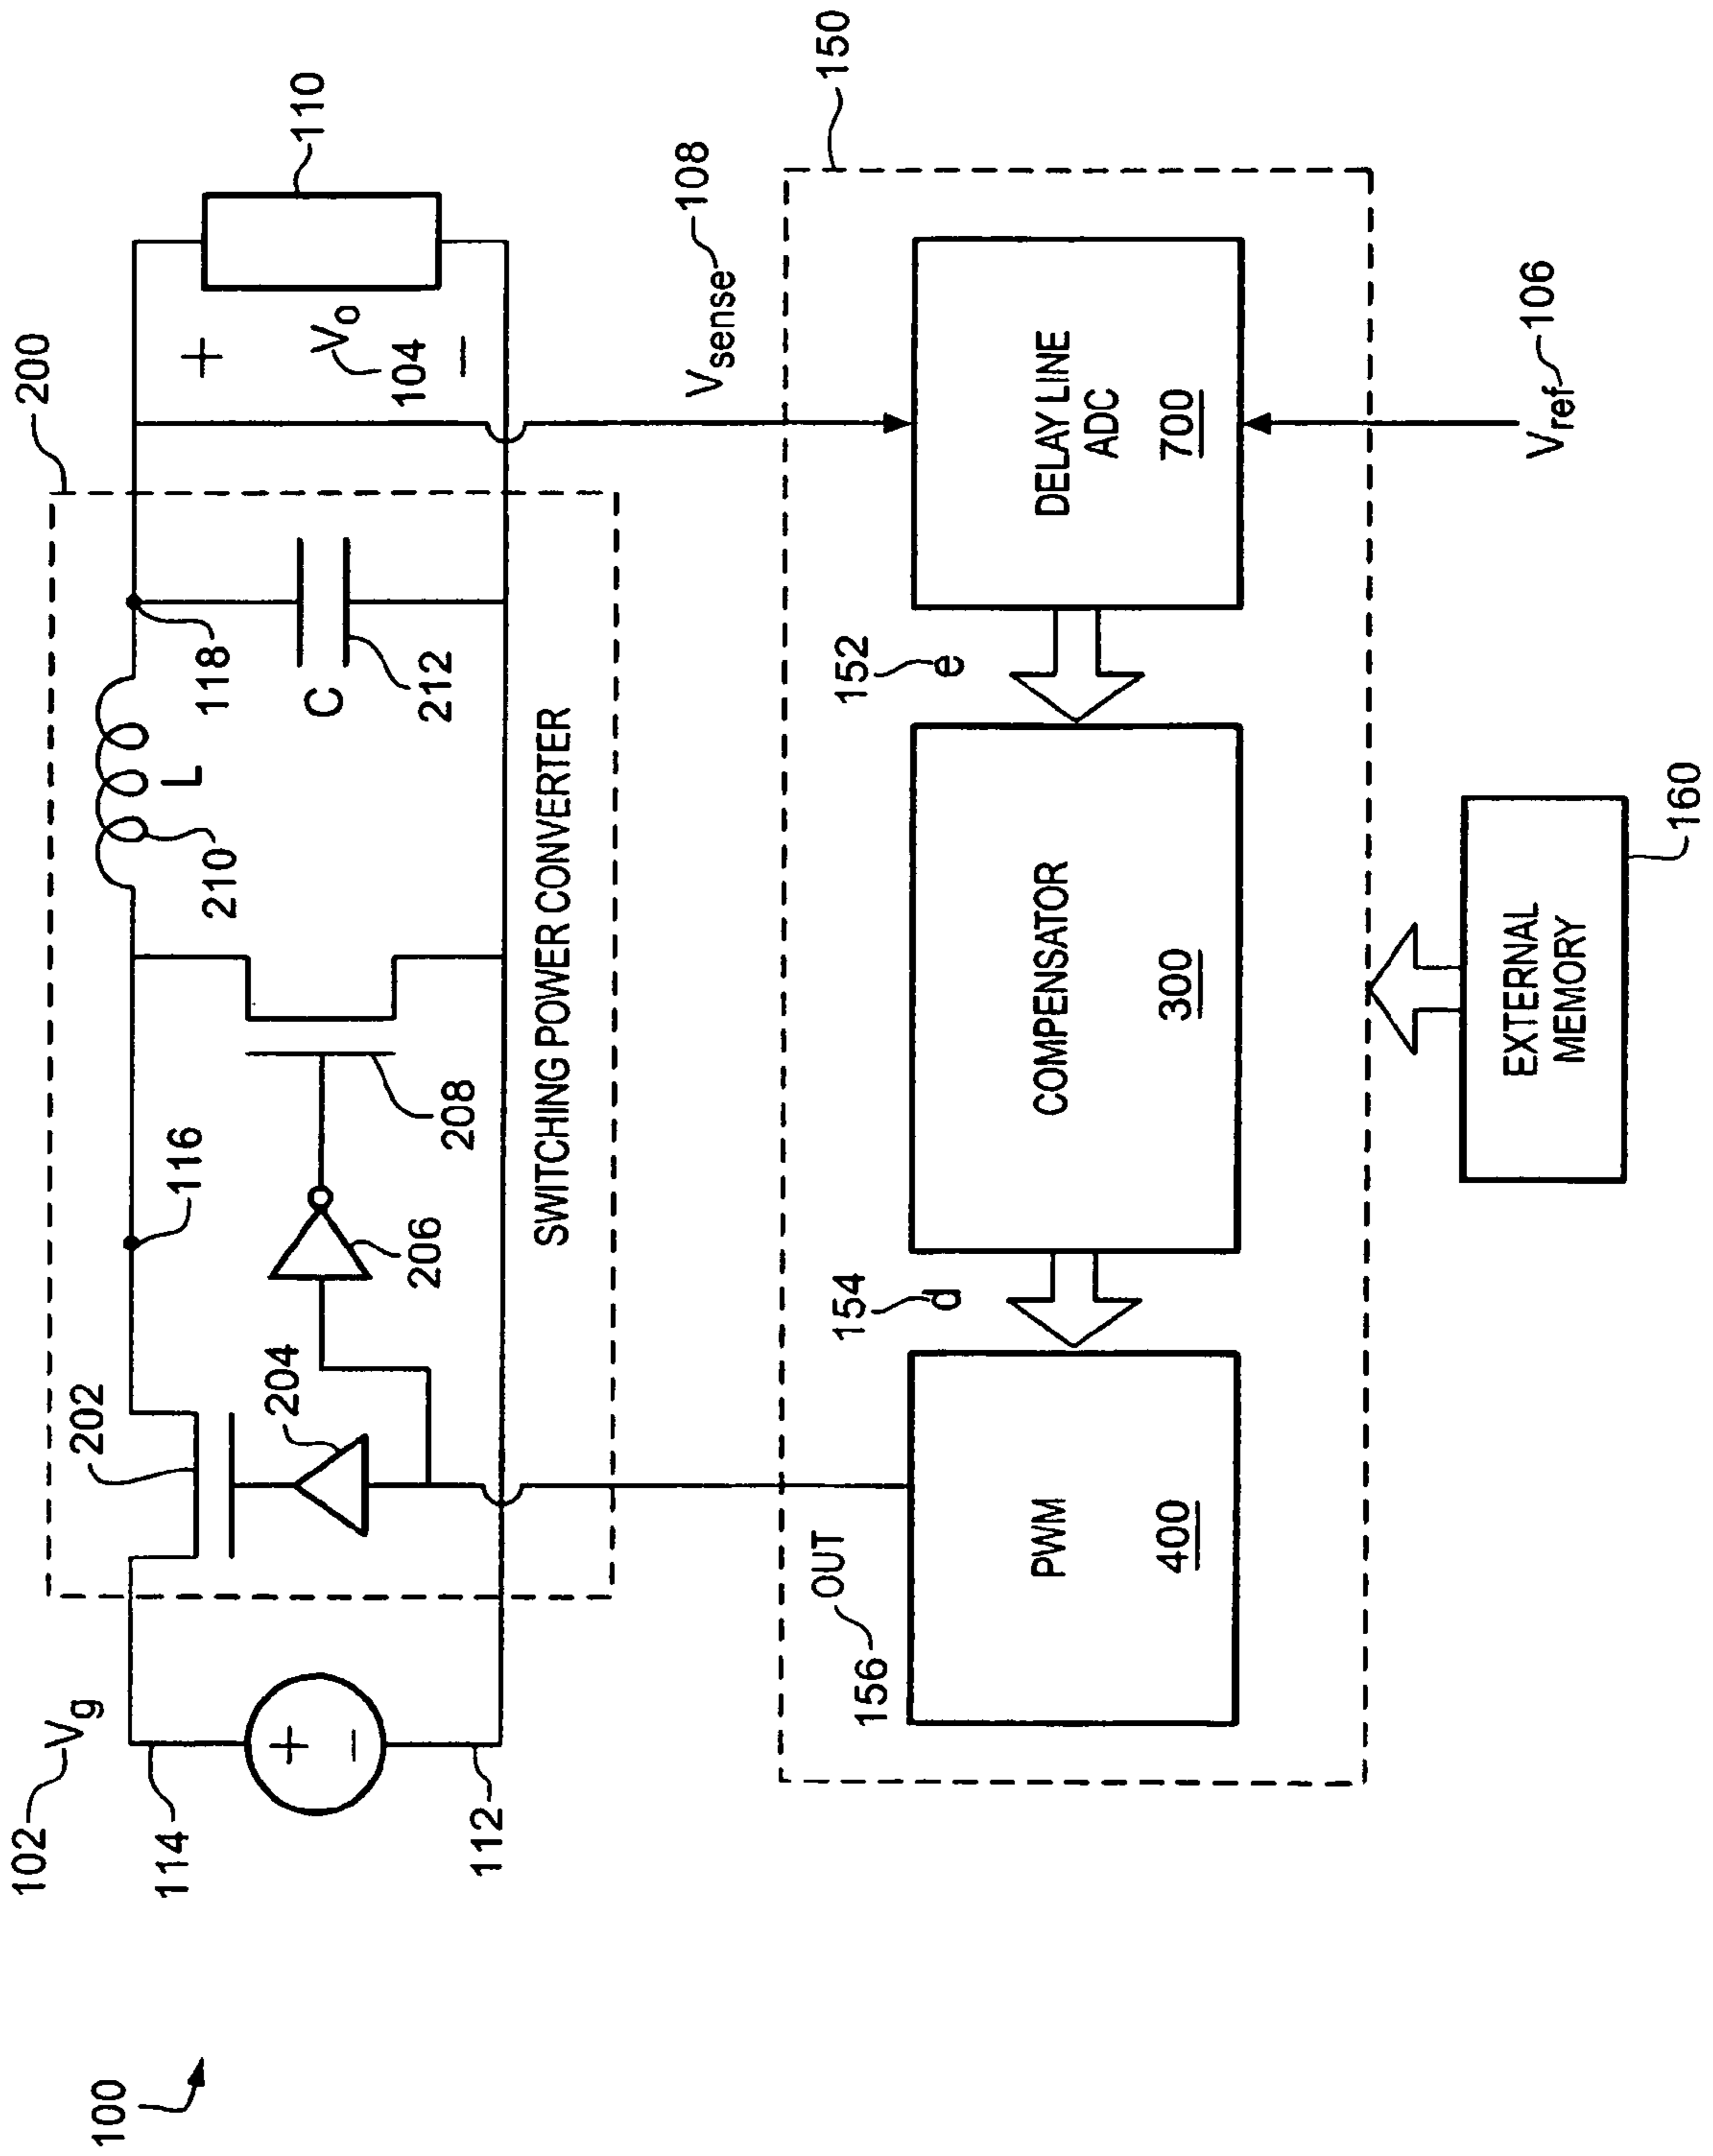 100
102
Vg
114
112
202
204
116
206
208
210
L
118
C
212
200
SWITCHING POWER CONVERTER
+
−
+
Vo
104
−
110
Vsense
108
150
156
OUT
PWM
400
154
d
COMPENSATOR
300
152
e
DELAY LINE
ADC
700
Vref
106
EXTERNAL
MEMORY
160